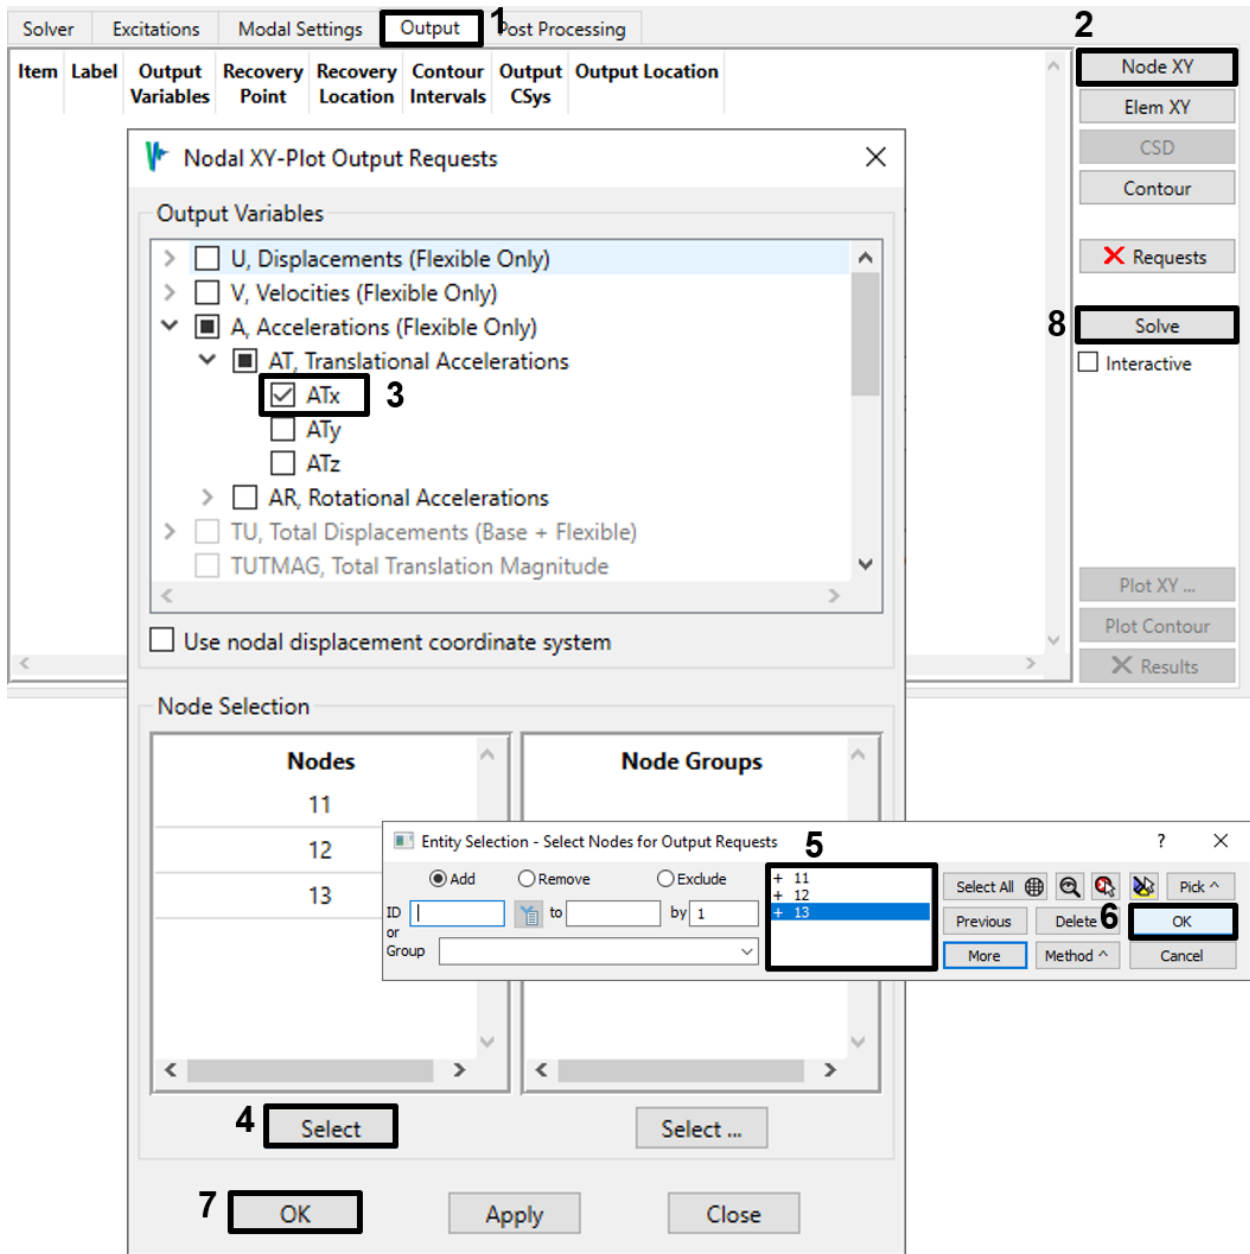 Solver Excitations Modal Settings Output 1 Post Processing
2
Item Label Output Variables Recovery Point Recovery Location Contour Intervals Output CSys Output Location
Node XY
Elem XY
CSD
Contour
Requests
8 Solve
Interactive
Plot XY ...
Plot Contour
Results
Nodal XY-Plot Output Requests
Output Variables
U, Displacements (Flexible Only)
V, Velocities (Flexible Only)
A, Accelerations (Flexible Only)
AT, Translational Accelerations
ATx 3
ATy
ATz
AR, Rotational Accelerations
TU, Total Displacements (Base + Flexible)
TUTMAG, Total Translation Magnitude
Use nodal displacement coordinate system
Node Selection
Nodes Node Groups
11
12
13
Entity Selection - Select Nodes for Output Requests 5 ?
Add Remove Exclude
ID to by 1
or
Group
+ 11
+ 12
+ 13
Select All Pick ^
Previous Delete 6 OK
More Method ^ Cancel
4 Select Select ...
7 OK Apply Close